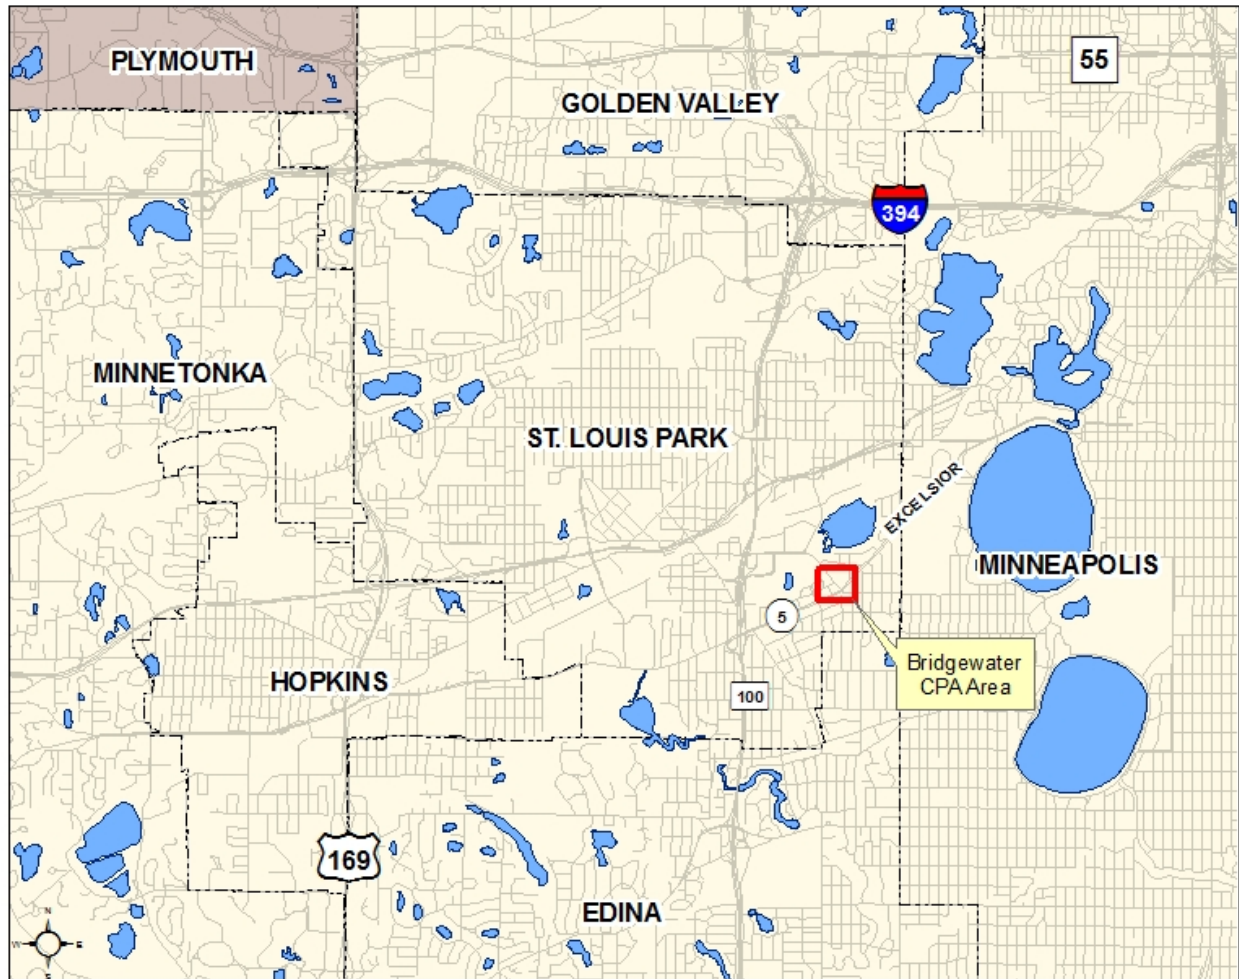 PLYMOUTH
55
GOLDEN VALLEY
394
MINNETONKA
ST. LOUIS PARK
EXCELSIOR
MINNEAPOLIS
5
Bridgewater
CPA Area
HOPKINS
100
169
EDINA
N
W
E
S